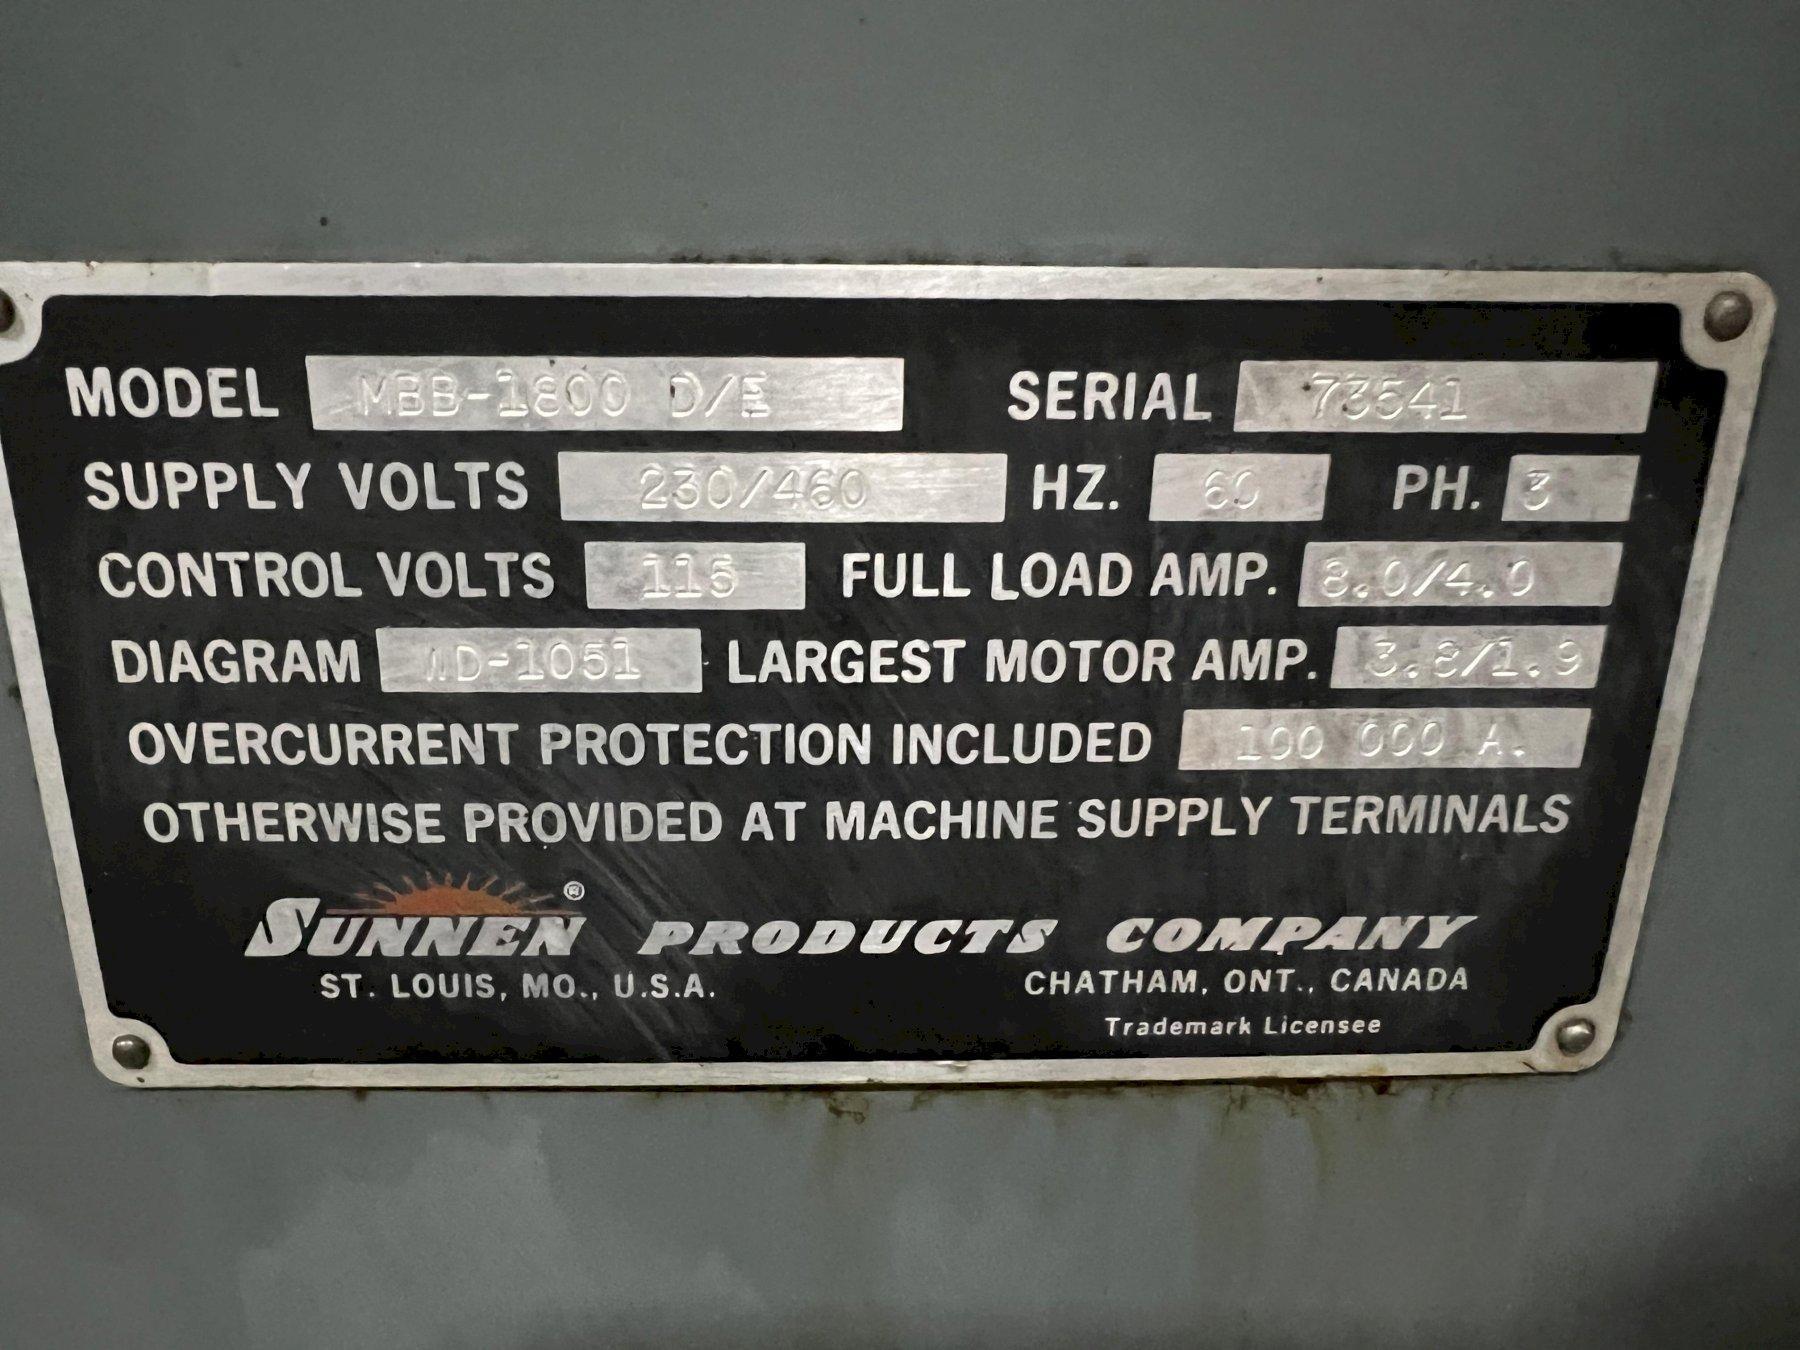 MODEL MBB-1800 D/E SERIAL 73541
SUPPLY VOLTS 230/460 HZ. 60 PH. 3
CONTROL VOLTS 115 FULL LOAD AMP. 8.0/4.0
DIAGRAM WD-1051 LARGEST MOTOR AMP. 3.8/1.9
OVERCURRENT PROTECTION INCLUDED 100 000 A.
OTHERWISE PROVIDED AT MACHINE SUPPLY TERMINALS
SUNNEN® PRODUCTS COMPANY
ST. LOUIS, MO., U.S.A. CHATHAM, ONT., CANADA
Trademark Licensee